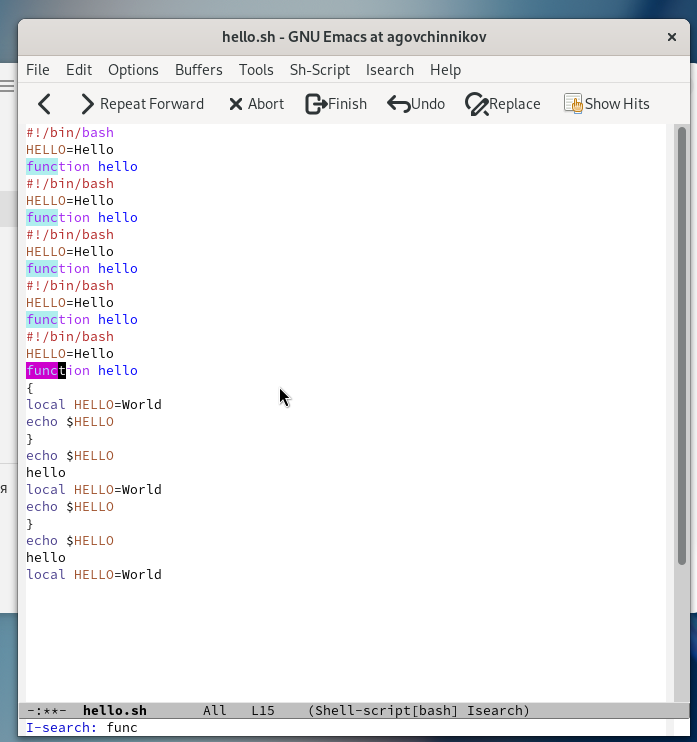 hello.sh - GNU Emacs at agovchinnikov
File Edit Options Buffers Tools Sh-Script Isearch Help
Repeat Forward Abort Finish Undo Replace Show Hits
#!/bin/bash
HELLO=Hello
function hello
#!/bin/bash
HELLO=Hello
function hello
#!/bin/bash
HELLO=Hello
function hello
#!/bin/bash
HELLO=Hello
function hello
#!/bin/bash
HELLO=Hello
function hello
{
local HELLO=World
echo $HELLO
}
echo $HELLO
hello
local HELLO=World
echo $HELLO
}
echo $HELLO
hello
local HELLO=World
я
-:**- hello.sh All L15 (Shell-script[bash] Isearch)
I-search: func